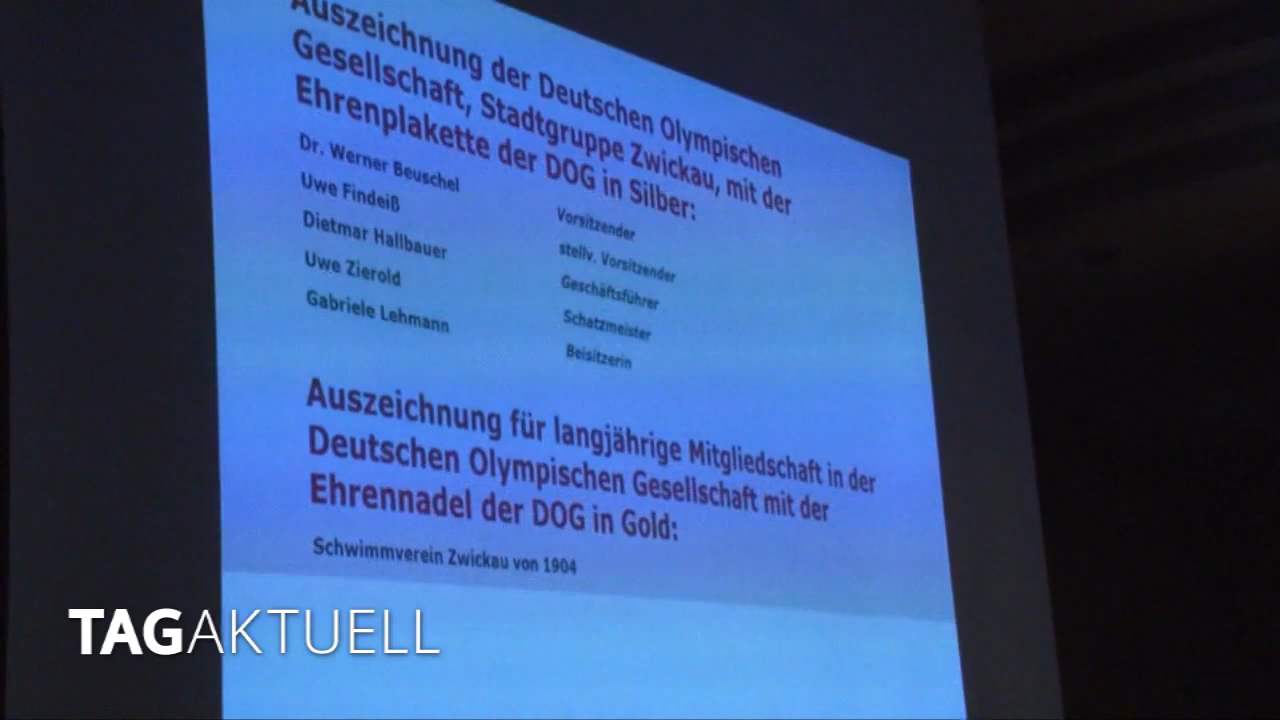 Auszeichnung der Deutschen Olympischen
Gesellschaft, Stadtgruppe Zwickau, mit der
Ehrenplakette der DOG in Silber:
Dr. Werner Beuschel Vorsitzender
Uwe Findeiß stellv. Vorsitzender
Dietmar Hallbauer Geschäftsführer
Uwe Zierold Schatzmeister
Gabriele Lehmann Beisitzerin
Auszeichnung für langjährige Mitgliedschaft in der
Deutschen Olympischen Gesellschaft mit der
Ehrennadel der DOG in Gold:
Schwimmverein Zwickau von 1904
TAGAKTUELL